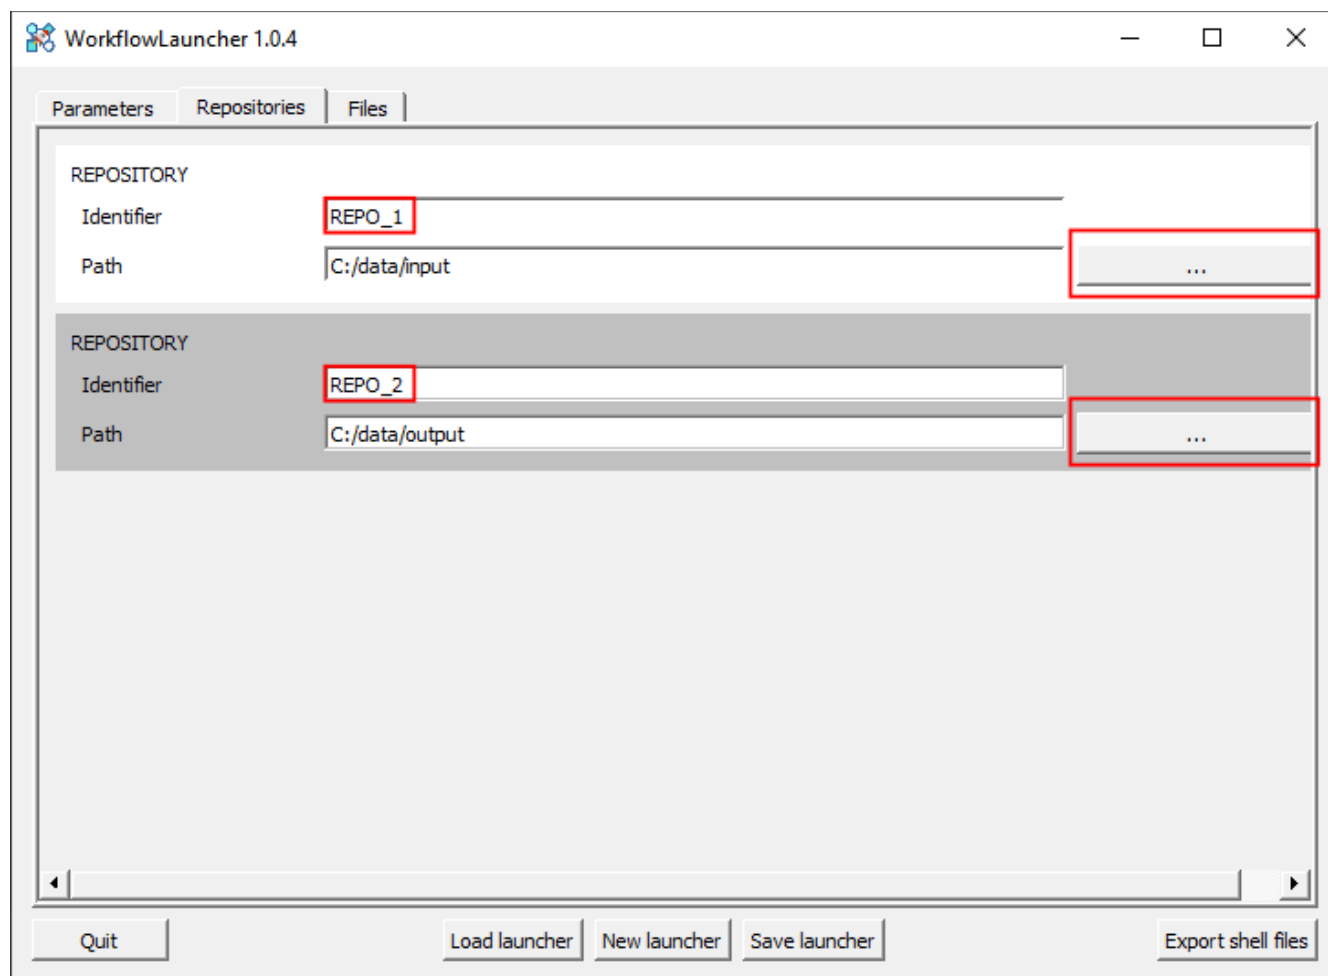 WorkflowLauncher 1.0.4
Parameters Repositories Files
REPOSITORY
Identifier REPO_1
Path C:/data/input ...
REPOSITORY
Identifier REPO_2
Path C:/data/output ...
Quit Load launcher New launcher Save launcher Export shell files